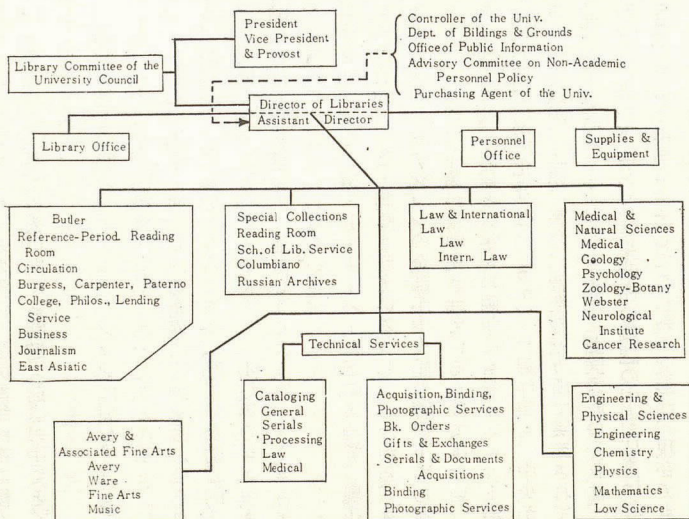 President
Vice President
& Provost
Controller of the Univ.
Dept. of Bildings & Grounds
Office of Public Information
Advisory Committee on Non-Academic
Personnel Policy
Purchasing Agent of the Univ.
Library Committee of the
University Council
Director of Libraries
Assistant Director
Library Office
Personnel
Office
Supplies &
Equipment
Butler
Reference-Period. Reading
Room
Circulation
Burgess, Carpenter, Paterno
College, Philos., Lending
Service
Business
Journalism
East Asiatic
Special Collections
Reading Room
Sch. of Lib. Service
Columbiano
Russian Archives
Law & International
Law
Law
Intern. Law
Medical &
Natural Sciences
Medical
Geology
Psychology
Zoology-Botany
Webster
Neurological
Institute
Cancer Research
Technical Services
Avery &
Associated Fine Arts
Avery
Ware
Fine Arts
Music
Cataloging
General
Serials
Processing
Law
Medical
Acquisition, Binding,
Photographic Services
Bk. Orders
Gifts & Exchanges
Serials & Documents
Acquisitions
Binding
Photographic Services
Engineering &
Physical Sciences
Engineering
Chemistry
Physics
Mathematics
Low Science